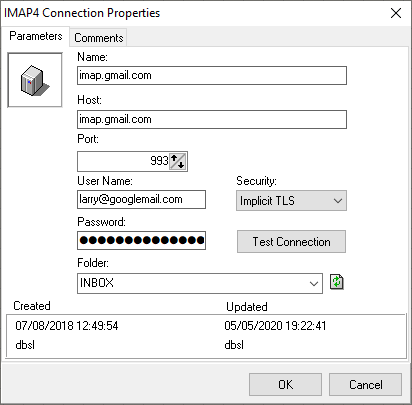 IMAP4 Connection Properties
Parameters Comments
Name:
imap.gmail.com
Host:
imap.gmail.com
Port:
993
User Name: Security:
larry@googlemail.com Implicit TLS
Password:
●●●●●●●●●●●●●●
Test Connection
Folder:
INBOX
Created Updated
07/08/2018 12:49:54 05/05/2020 19:22:41
dbsl dbsl
OK Cancel